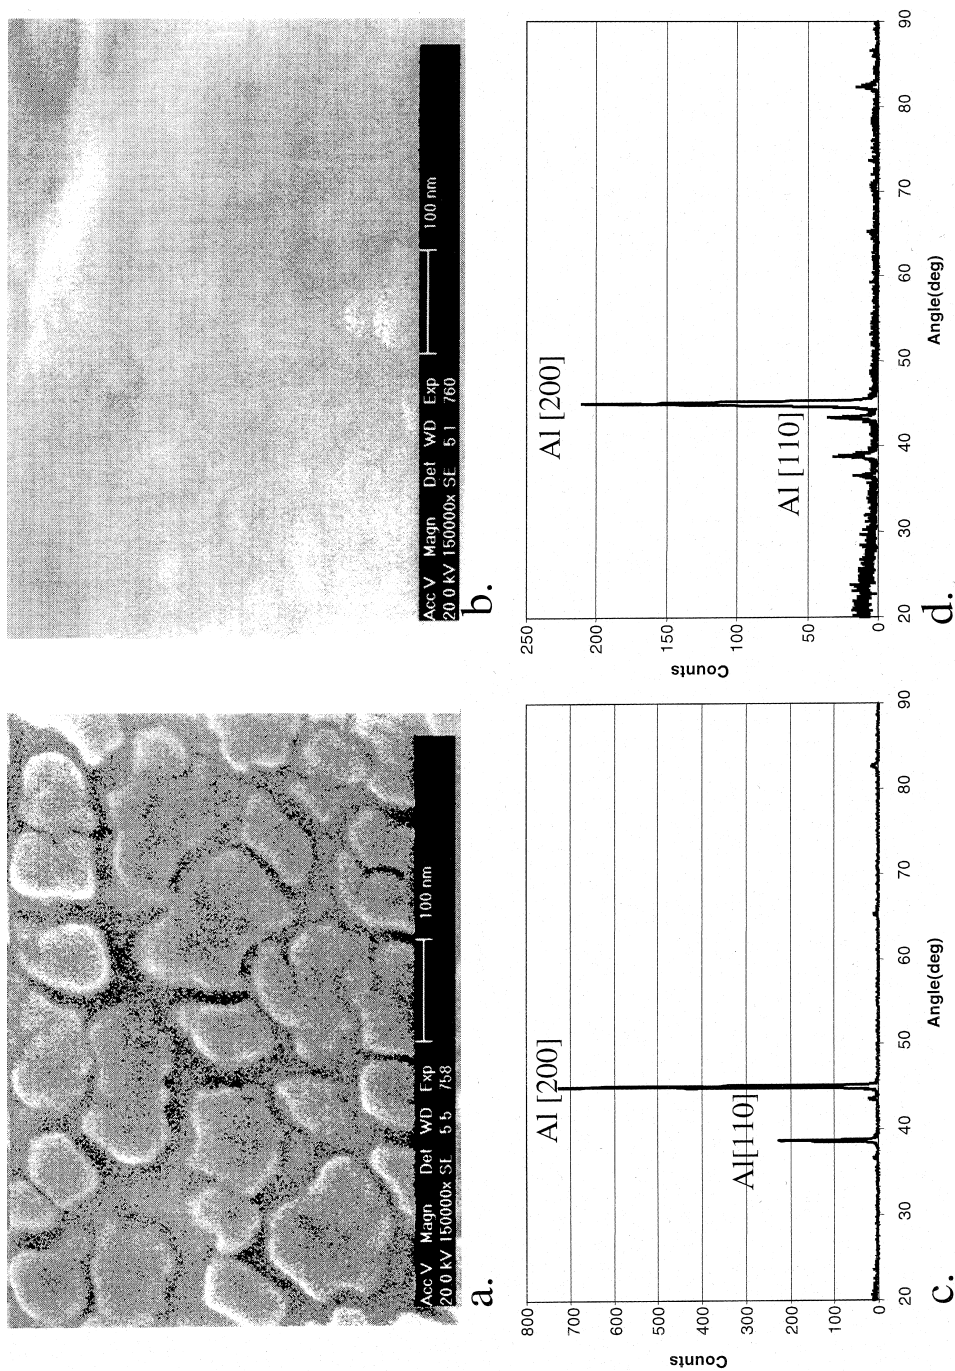 Acc V Magn Det WD Exp
20.0 kV 150000x SE 5 5 758
100 nm
a.
Acc V Magn Det WD Exp
20.0 kV 150000x SE 5 1 760
100 nm
b.
Counts
800
700
600
500
400
300
200
100
0
Al [200]
Al[110]
20 30 40 50 60 70 80 90
Angle(deg)
c.
Counts
250
200
150
100
50
0
Al [200]
Al [110]
20 30 40 50 60 70 80 90
Angle(deg)
d.